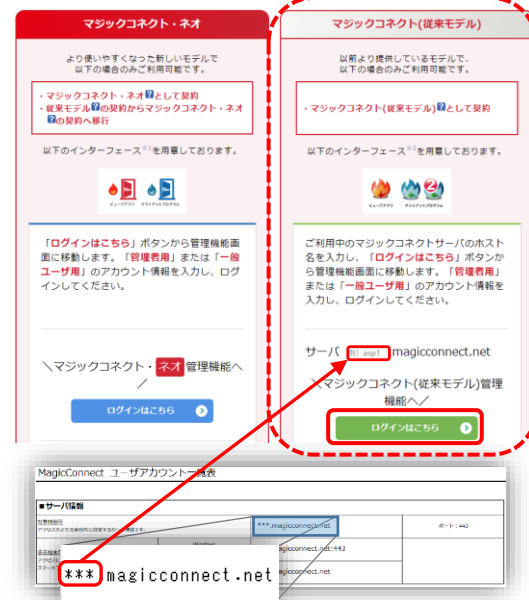 マジックコネクト・ネオ
より使いやすくなった新しいモデルで
以下の場合のみご利用可能です。
・マジックコネクト・ネオ?として契約
・従来モデル?の契約からマジックコネクト・ネオ
?の契約へ移行
以下のインターフェース※1を用意しております。
ビューアアプリ クライアントプログラム
「ログインはこちら」ボタンから管理機能画
面に移動します。「管理者用」または「一般
ユーザ用」のアカウント情報を入力し、ログ
インしてください。
＼マジックコネクト・ネオ 管理機能へ
／
ログインはこちら
マジックコネクト(従来モデル)
以前より提供しているモデルで、
以下の場合のみご利用可能です。
・マジックコネクト(従来モデル)?として契約
以下のインターフェース※1を用意しております。
ビューアアプリ クライアントプログラム
ご利用中のマジックコネクトサーバのホスト
名を入力し、「ログインはこちら」ボタンか
ら管理機能画面に移動します。「管理者用」
または「一般ユーザ用」のアカウント情報を
入力し、ログインしてください。
サーバ 例) asp1 .magicconnect.net
＼マジックコネクト(従来モデル)管理
機能へ／
ログインはこちら
MagicConnect ユーザアカウント一覧表
■サーバ情報
***.magicconnect.net
ポート：443
Windows
magicconnect.net:443
magicconnect.net
***.magicconnect.net